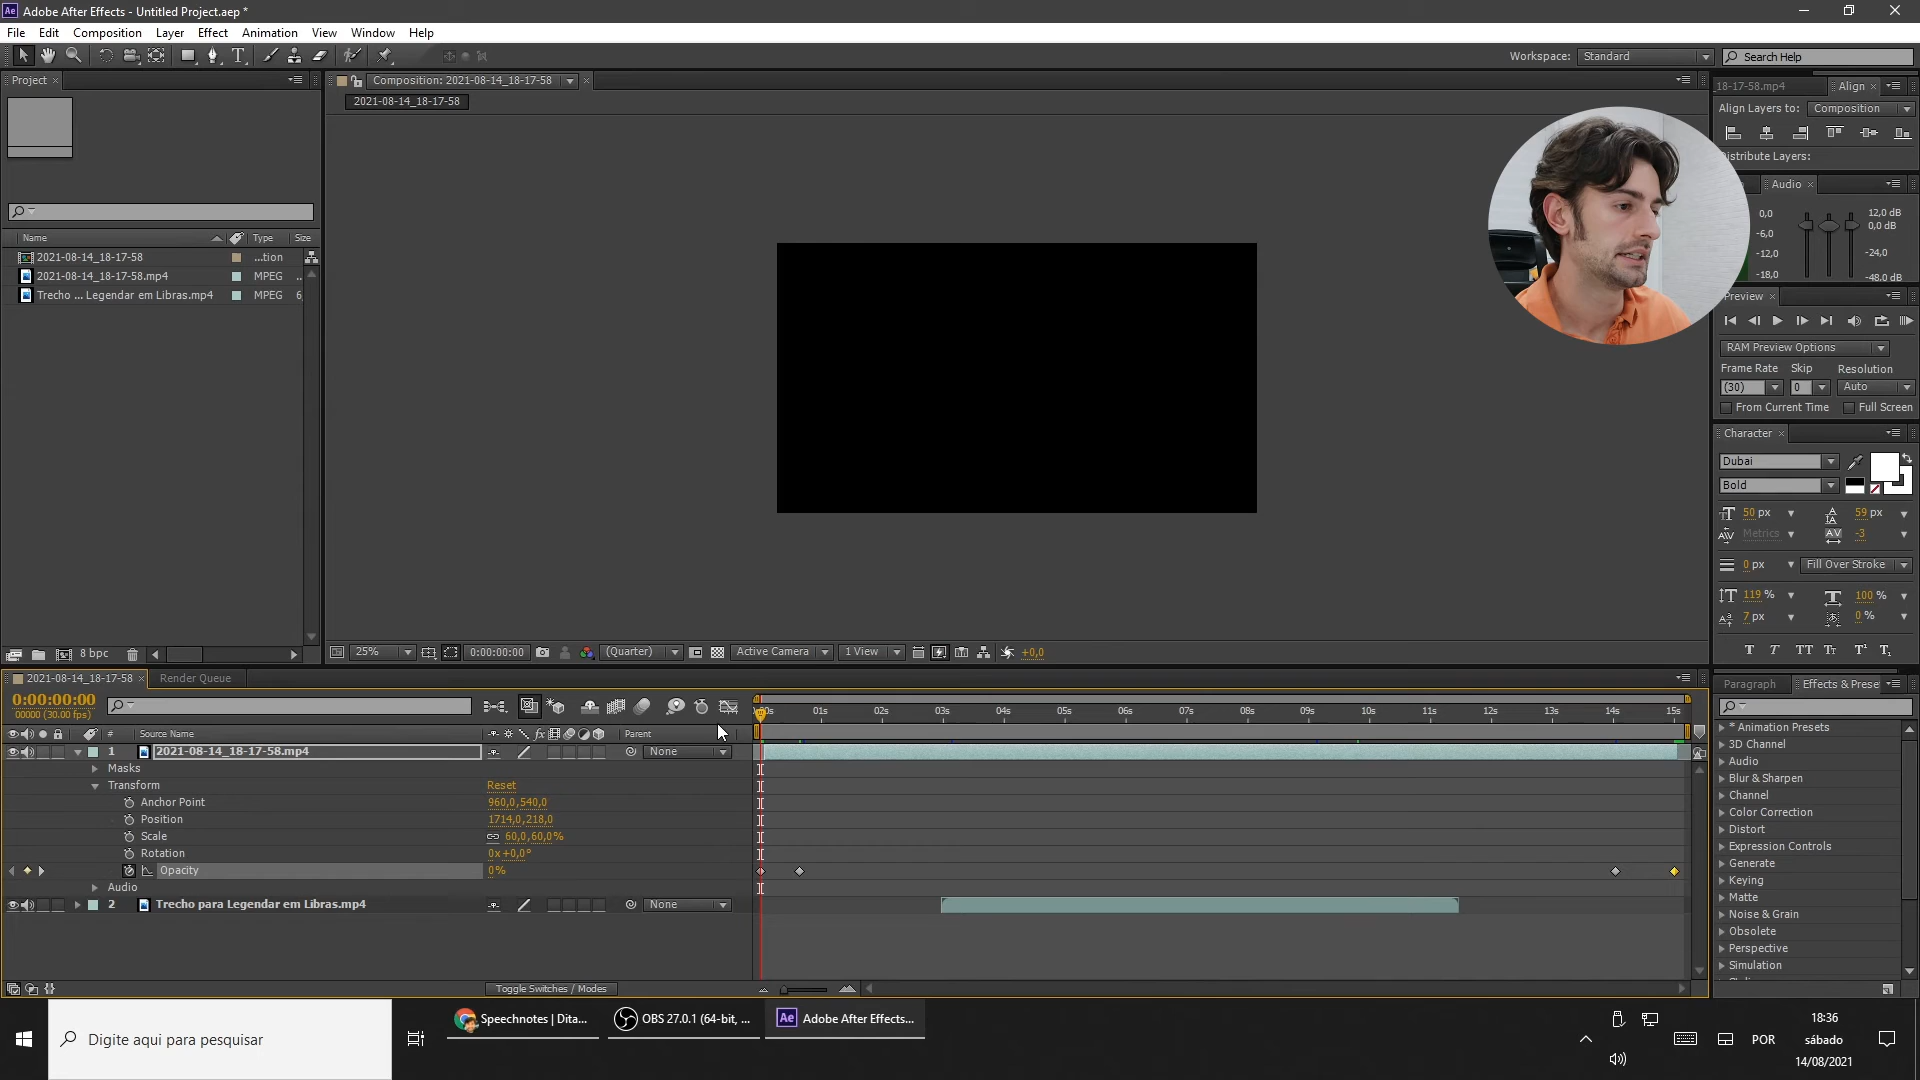 Adobe After Effects - Untitled Project.aep *
File Edit Composition Layer Effect Animation View Window Help
Workspace: Standard Search Help
Project
Composition: 2021-08-14_18-17-58
2021-08-14_18-17-58
Name Type Size
2021-08-14_18-17-58 ...tion
2021-08-14_18-17-58.mp4 MPEG ...
Trecho ... Legendar em Libras.mp4 MPEG 6,
8 bpc
25% 0:00:00:00 (Quarter) Active Camera 1 View +0,0
_18-17-58.mp4 Align
Align Layers to: Composition
Distribute Layers:
Audio
0,0 12,0 dB
-6,0 0,0 dB
-12,0 -24,0
-18,0 -48,0 dB
Preview
RAM Preview Options
Frame Rate Skip Resolution
(30) 0 Auto
From Current Time Full Screen
Character
Dubai
Bold
50 px 59 px
Metrics -3
0 px Fill Over Stroke
119 % 100 %
7 px 0 %
T T TT Tt T¹ T₁
2021-08-14_18-17-58 Render Queue
0:00:00:00
00000 (30.00 fps)
# Source Name Parent
01s 02s 03s 04s 05s 06s 07s 08s 09s 10s 11s 12s 13s 14s 15s
1 2021-08-14_18-17-58.mp4 None
Masks
Transform Reset
Anchor Point 960,0,540,0
Position 1714,0,218,0
Scale 60,0,60,0%
Rotation 0x+0,0°
Opacity 0%
Audio
2 Trecho para Legendar em Libras.mp4 None
Toggle Switches / Modes
Paragraph Effects & Prese
* Animation Presets
3D Channel
Audio
Blur & Sharpen
Channel
Color Correction
Distort
Expression Controls
Generate
Keying
Matte
Noise & Grain
Obsolete
Perspective
Simulation
Digite aqui para pesquisar
Speechnotes | Dita...
OBS 27.0.1 (64-bit, ...
Adobe After Effects...
POR
18:36
sábado
14/08/2021